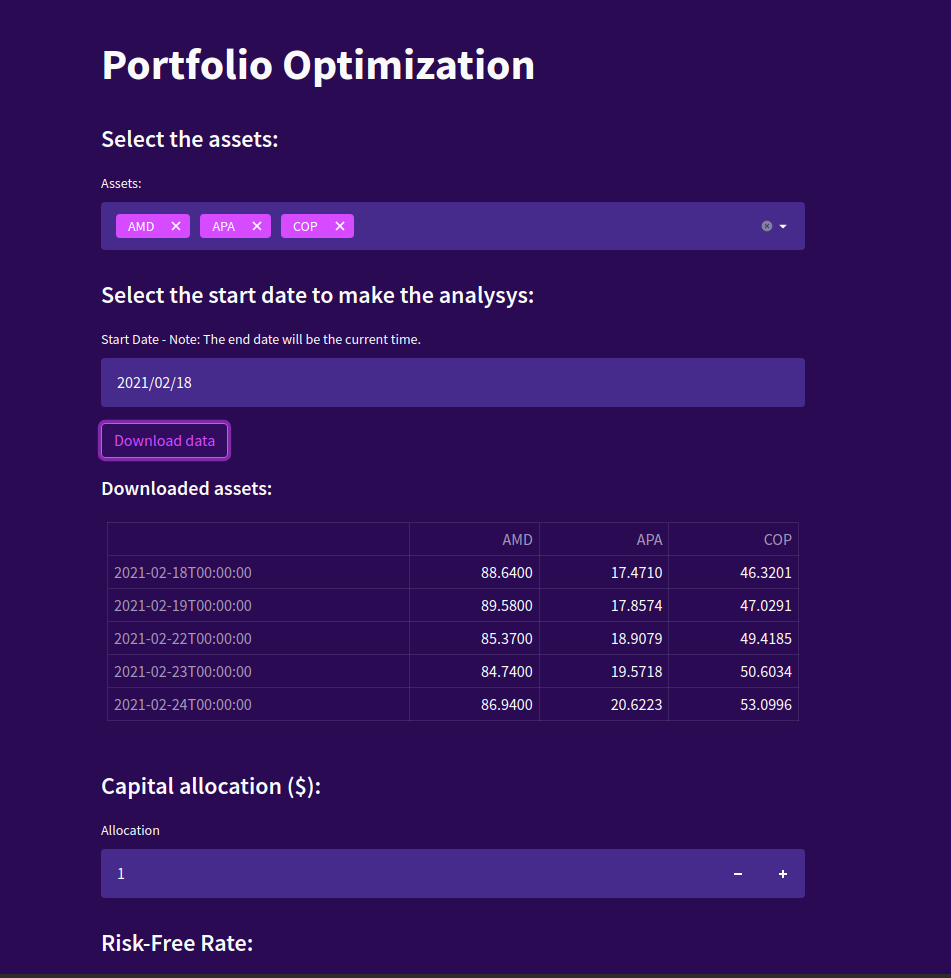 Portfolio Optimization
Select the assets:
Assets:
AMD APA COP
Select the start date to make the analysys:
Start Date - Note: The end date will be the current time.
2021/02/18
Download data
Downloaded assets:
AMD APA COP
2021-02-18T00:00:00 88.6400 17.4710 46.3201
2021-02-19T00:00:00 89.5800 17.8574 47.0291
2021-02-22T00:00:00 85.3700 18.9079 49.4185
2021-02-23T00:00:00 84.7400 19.5718 50.6034
2021-02-24T00:00:00 86.9400 20.6223 53.0996
Capital allocation ($):
Allocation
1
Risk-Free Rate: